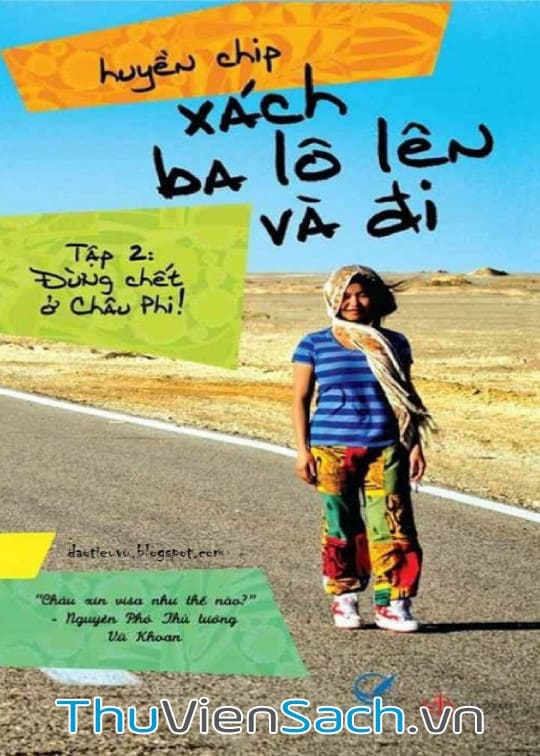 huyền chip
xách
ba lô lên
và đi
Tập 2:
Đừng chết
ở Châu Phi!
daotieuvu.blogspot.com
"Cháu xin visa như thế nào?"
- Nguyên Phó Thủ tướng
Vũ Khoan
ThuVienSach.vn